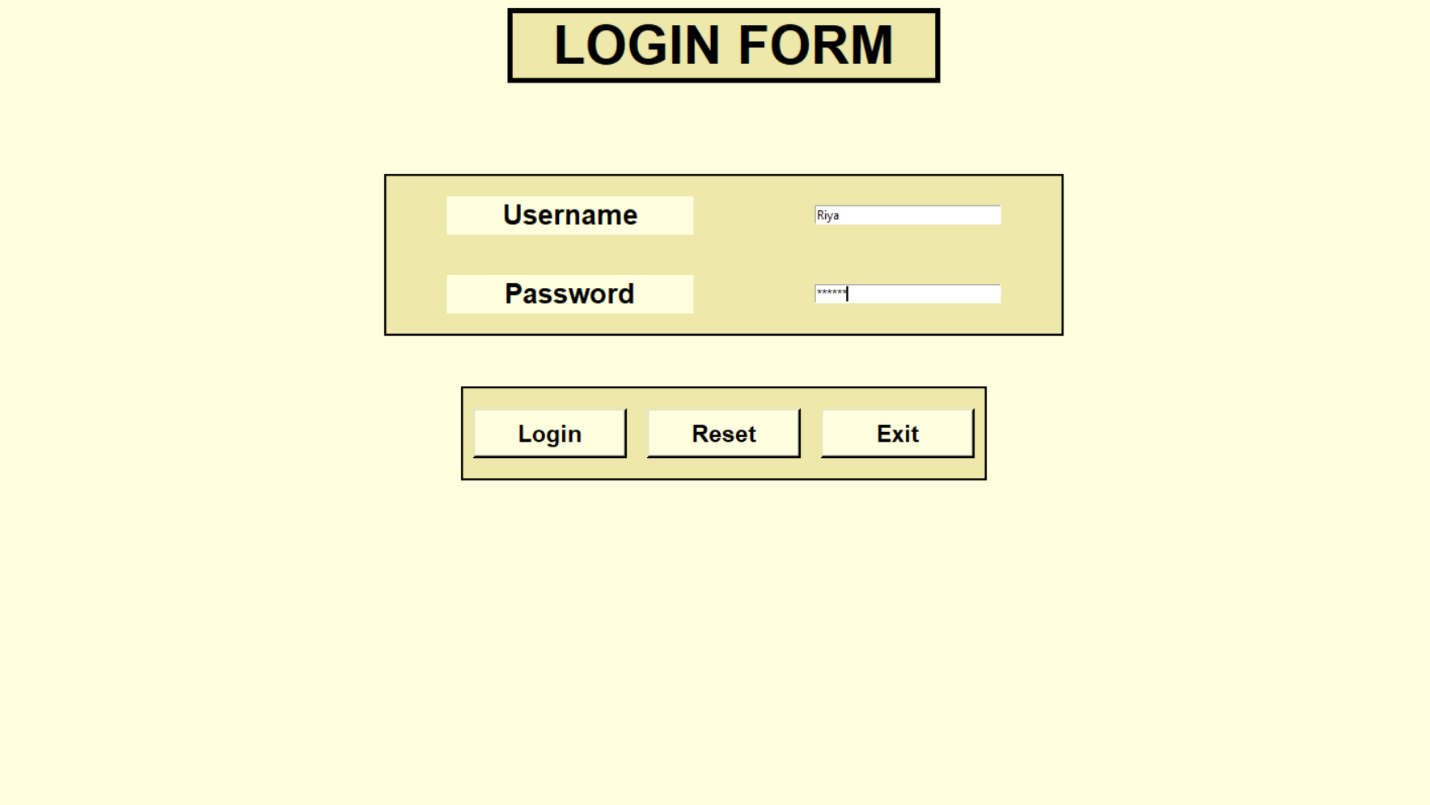 LOGIN FORM
Username Riya
Password ******
Login Reset Exit